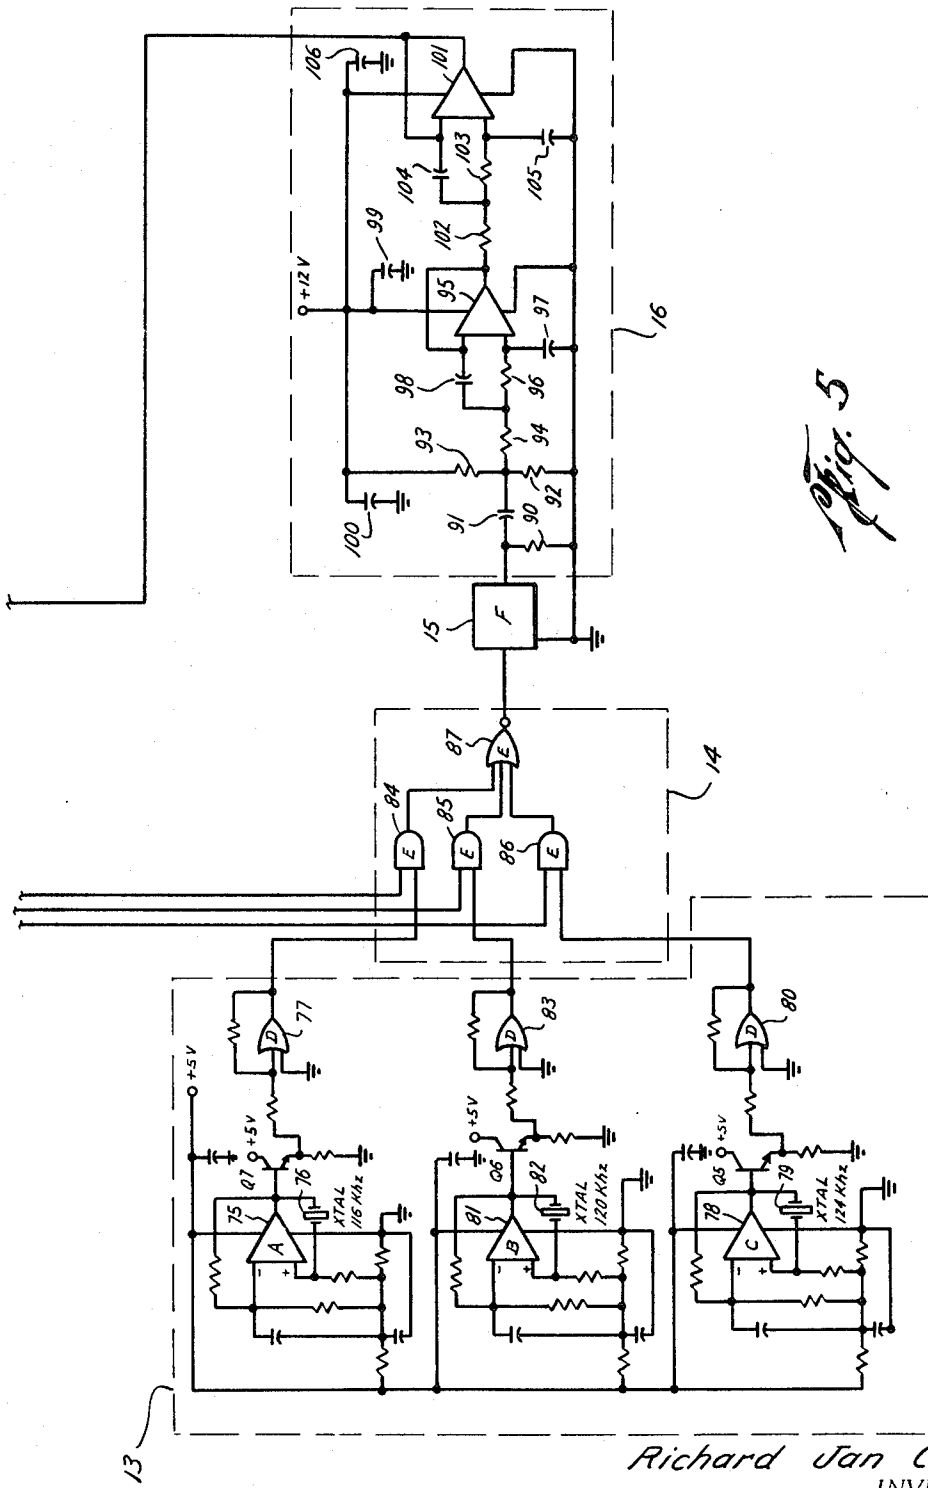 106
101
104
103
105
102
99
+12V
95
97
98
96
16
93
94
92
91
90
100
15
F
Fig. 5
87
E
14
84
E
85
E
86
E
77
D
83
D
80
D
+5V
Q7
+5V
75
A
-
+
76
XTAL
116 Khz
Q6
+5V
81
B
-
+
82
XTAL
120 Khz
Q5
+5V
78
C
-
+
79
XTAL
124 Khz
13
Richard Jan